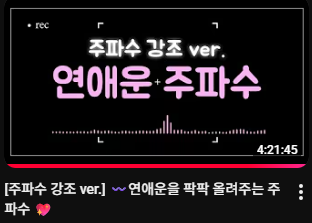 rec
주파수 강조 ver.
연애운+주파수
4:21:45
[주파수 강조 ver.] 〰️연애운을 팍팍 올려주는 주
파수 💖